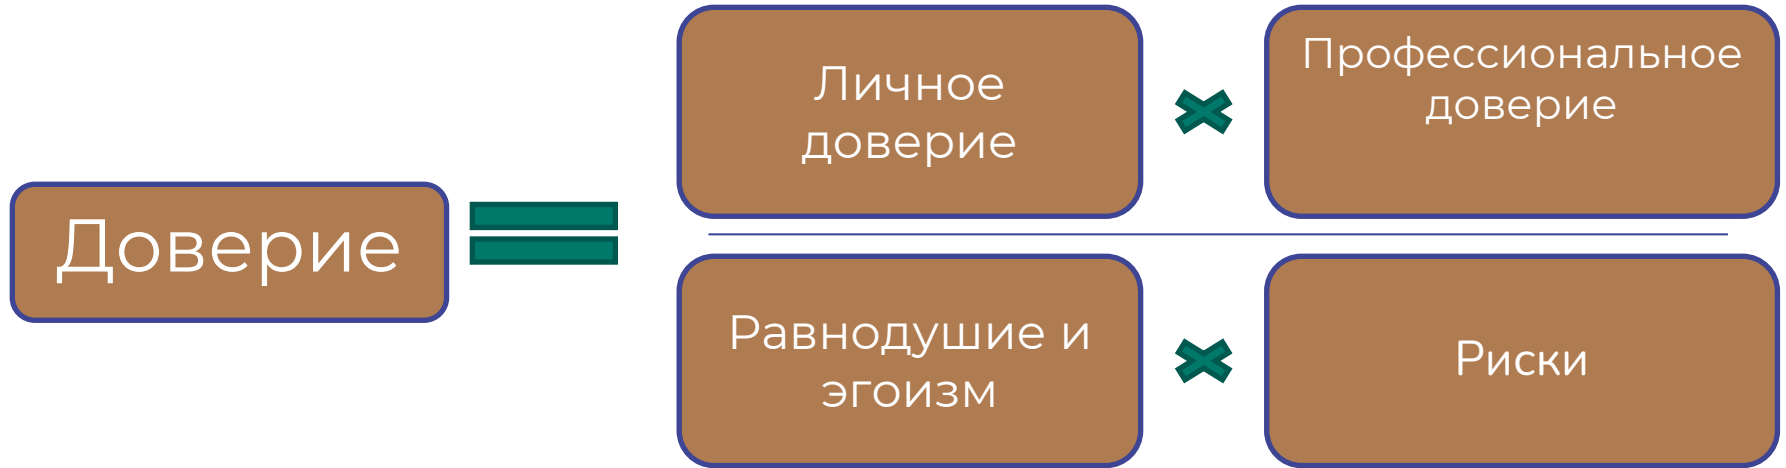 Доверие
Личное
доверие
Профессиональное
доверие
Равнодушие и
эгоизм
Риски